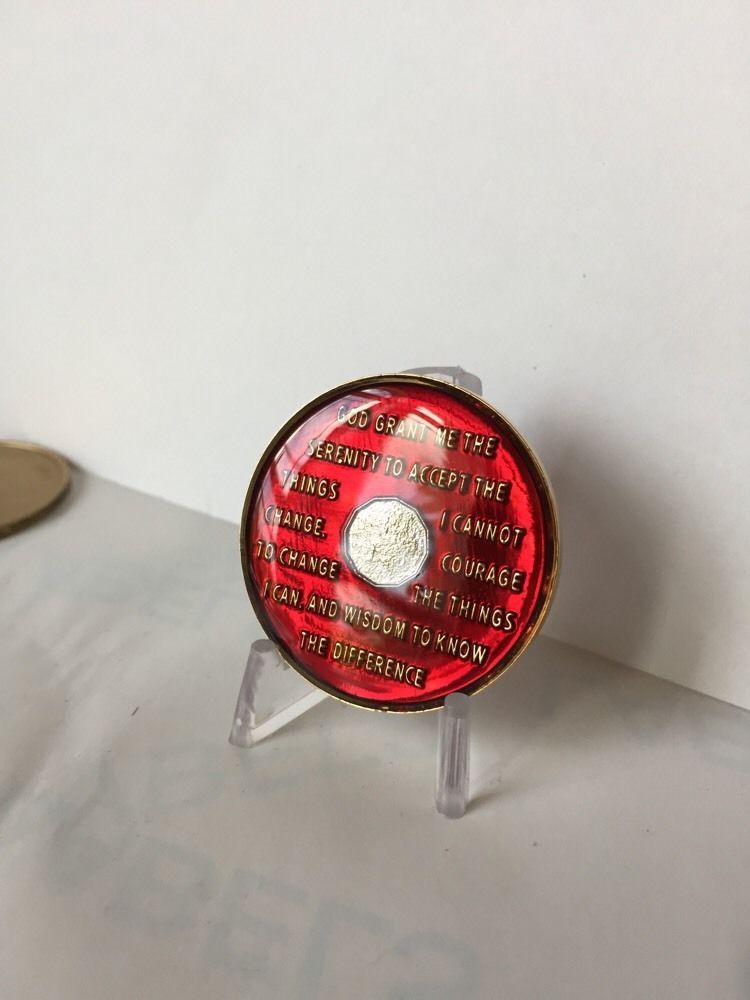 GOD GRANT ME THE
SERENITY TO ACCEPT THE
THINGS I CANNOT
CHANGE, COURAGE
TO CHANGE THE THINGS
I CAN, AND WISDOM TO KNOW
THE DIFFERENCE